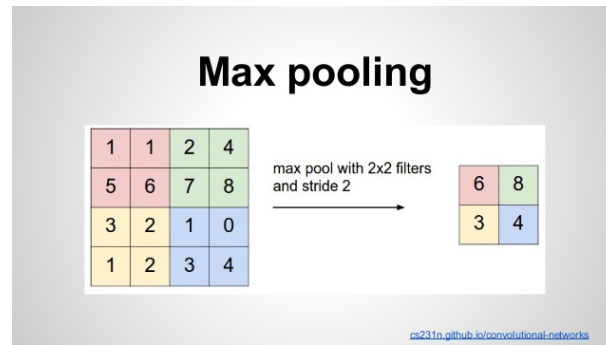 Max pooling
1 1 2 4
5 6 7 8
3 2 1 0
1 2 3 4
max pool with 2x2 filters
and stride 2
6 8
3 4
cs231n.github.io/convolutional-networks